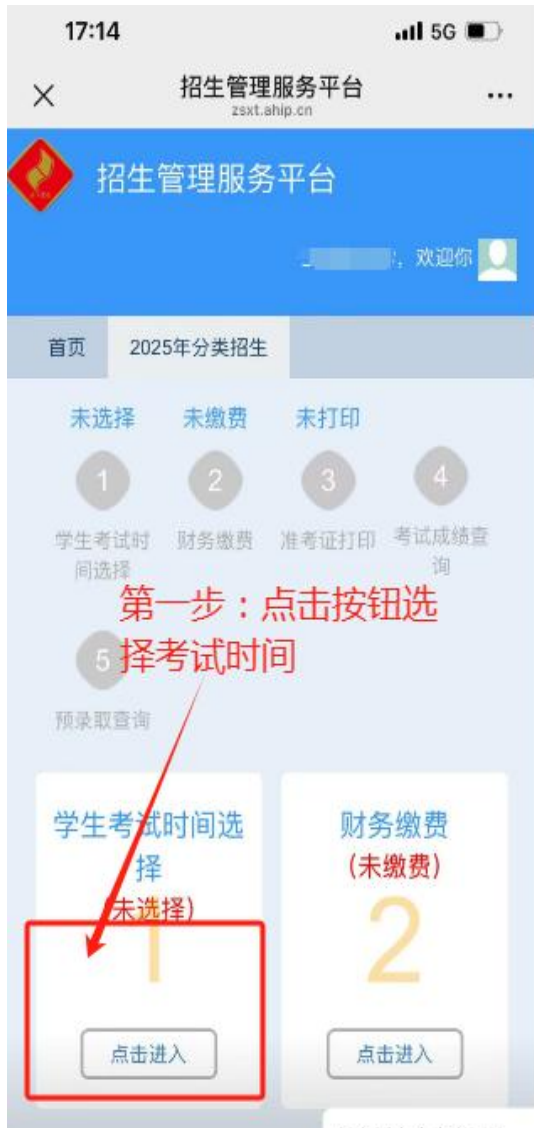 17:14
5G
招生管理服务平台
zsxt.ahip.cn
招生管理服务平台
，欢迎你
首页 2025年分类招生
未选择 未缴费 未打印
1 2 3 4
学生考试时 财务缴费 准考证打印 考试成绩查
间选择 询
第一步：点击按钮选
5 择考试时间
预录取查询
学生考试时间选 财务缴费
择 (未缴费)
(未选择)
1 2
点击进入 点击进入